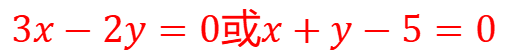 3x − 2y = 0或x + y − 5 = 0